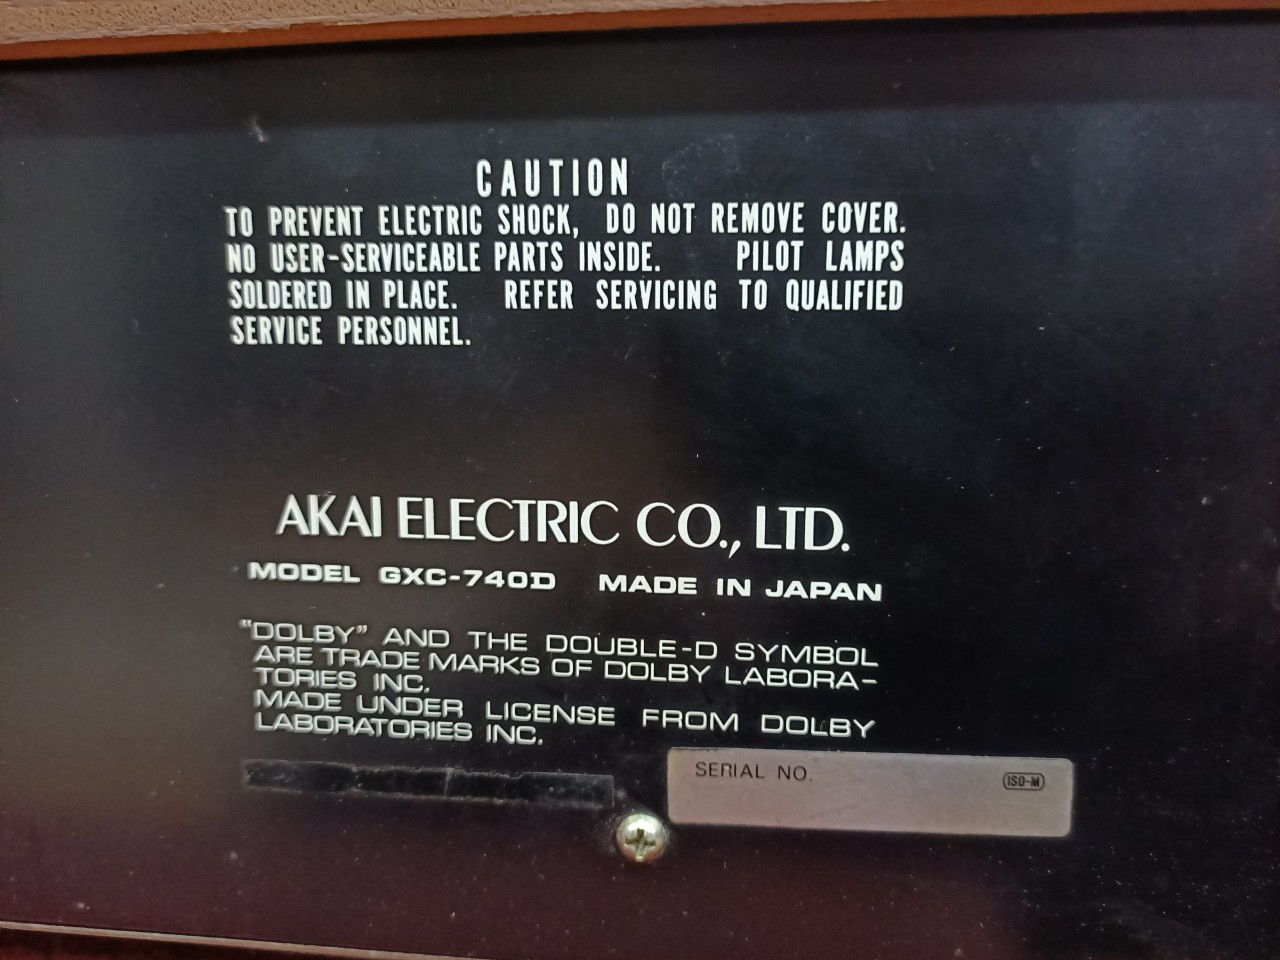 CAUTION
TO PREVENT ELECTRIC SHOCK, DO NOT REMOVE COVER.
NO USER-SERVICEABLE PARTS INSIDE. PILOT LAMPS
SOLDERED IN PLACE. REFER SERVICING TO QUALIFIED
SERVICE PERSONNEL.
AKAI ELECTRIC CO., LTD.
MODEL GXC-740D MADE IN JAPAN
"DOLBY" AND THE DOUBLE-D SYMBOL
ARE TRADE MARKS OF DOLBY LABORA-
TORIES INC.
MADE UNDER LICENSE FROM DOLBY
LABORATORIES INC.
SERIAL NO. ISO-M